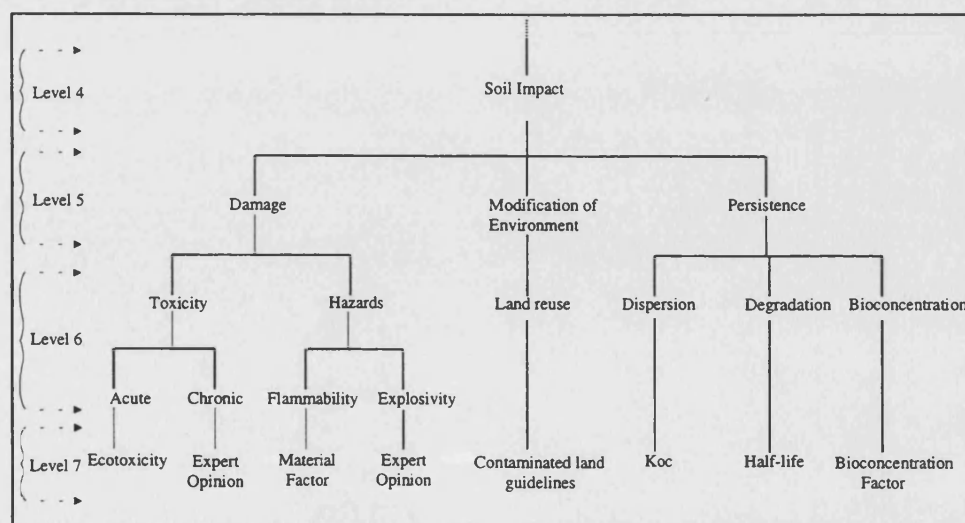 Level 4
Soil Impact
Level 5
Damage
Modification of
Environment
Persistence
Level 6
Toxicity
Hazards
Land reuse
Dispersion
Degradation
Bioconcentration
Acute
Chronic
Flammability
Explosivity
Level 7
Ecotoxicity
Expert
Opinion
Material
Factor
Expert
Opinion
Contaminated land
guidelines
Koc
Half-life
Bioconcentration
Factor